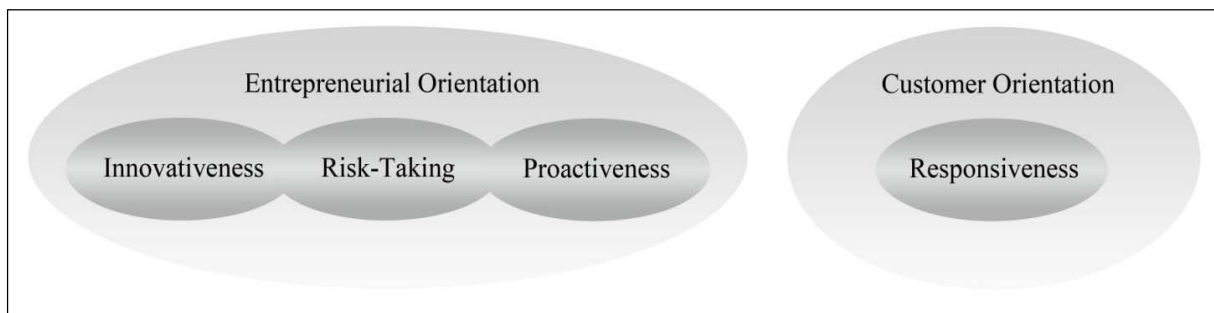 Entrepreneurial Orientation
Innovativeness Risk-Taking Proactiveness
Customer Orientation
Responsiveness